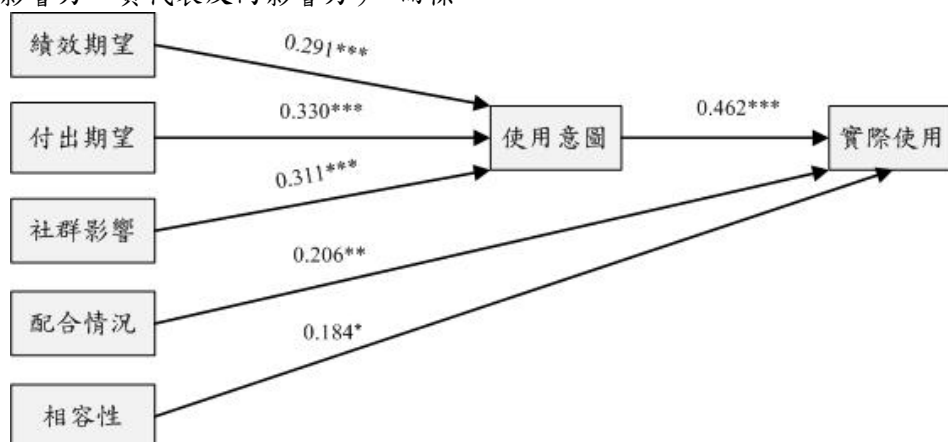 績效期望
0.291***
付出期望
0.330***
使用意圖
0.462***
實際使用
0.311***
社群影響
0.206**
配合情況
0.184*
相容性